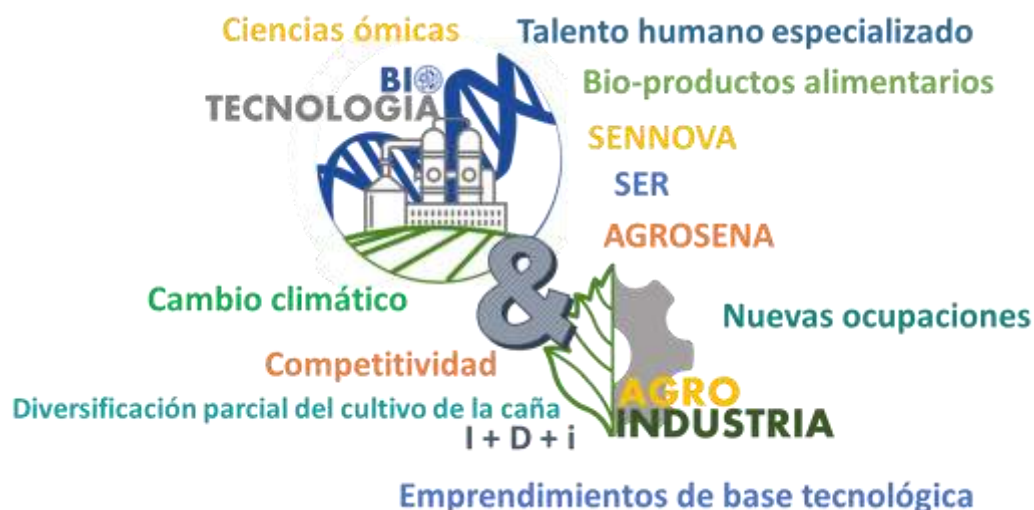 Ciencias ómicas
Talento humano especializado
BIO
TECNOLOGIA
Bio-productos alimentarios
SENNOVA
SER
AGROSENA
&
Cambio climático
Nuevas ocupaciones
Competitividad
AGRO
INDUSTRIA
Diversificación parcial del cultivo de la caña
I + D + i
Emprendimientos de base tecnológica